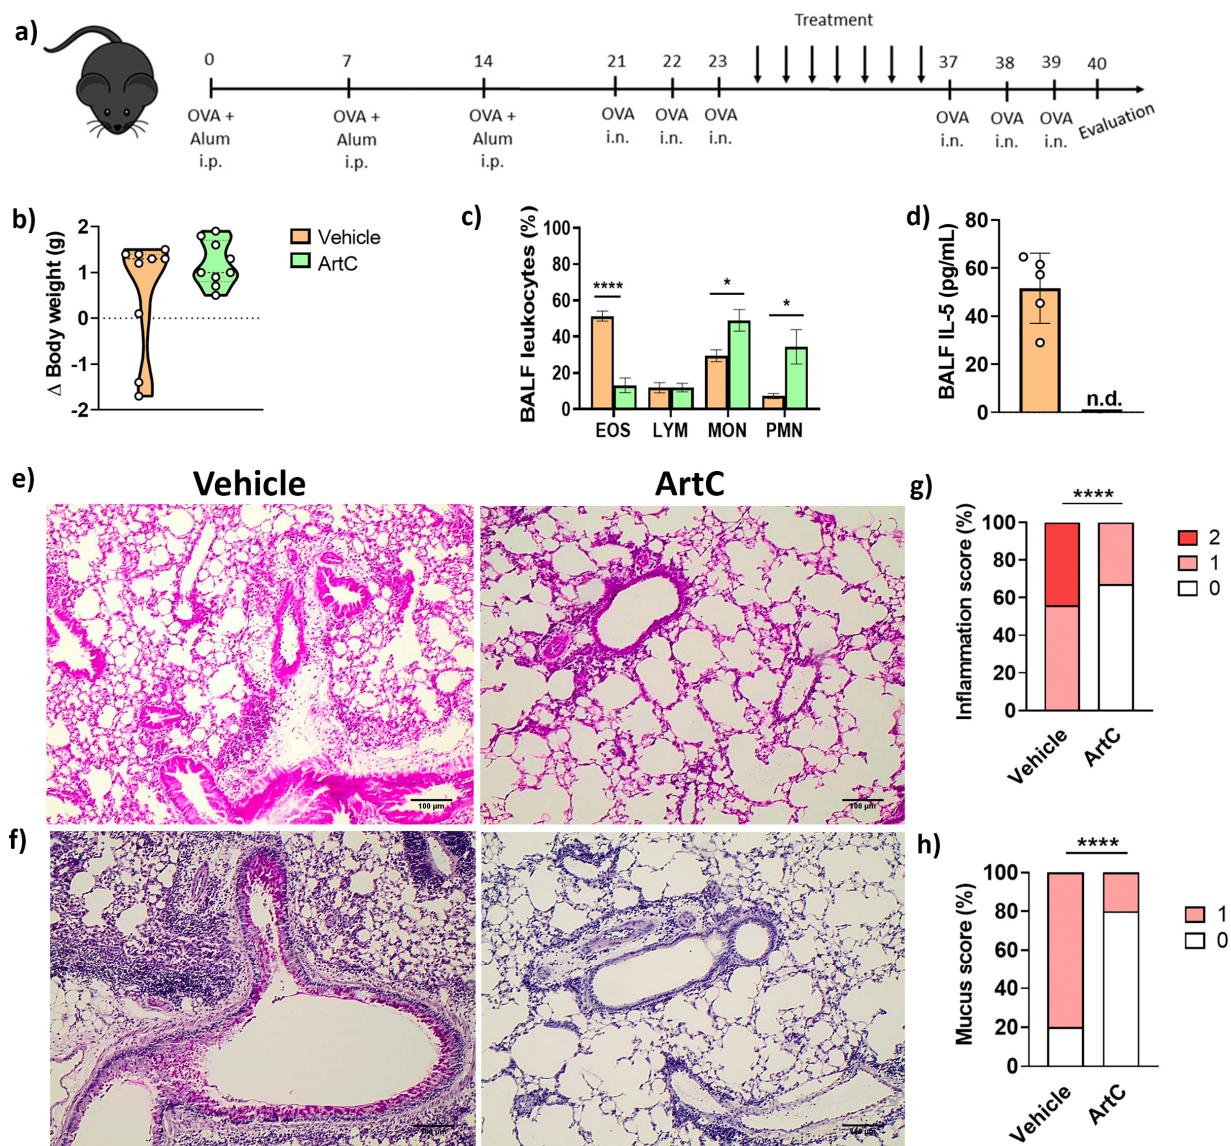 a)
Treatment
0
7
14
21
22
23
37
38
39
40
OVA +
Alum
i.p.
OVA +
Alum
i.p.
OVA +
Alum
i.p.
OVA
i.n.
OVA
i.n.
OVA
i.n.
OVA
i.n.
OVA
i.n.
OVA
i.n.
Evaluation
b)
Δ Body weight (g)
2
1
0
-1
-2
Vehicle
ArtC
c)
BALF leukocytes (%)
100
80
60
40
20
0
****
*
*
EOS
LYM
MON
PMN
d)
BALF IL-5 (pg/mL)
80
60
40
20
0
n.d.
e)
Vehicle
ArtC
100 µm
100 µm
f)
100 µm
100 µm
g)
Inflammation score (%)
100
80
60
40
20
0
****
Vehicle
ArtC
2
1
0
h)
Mucus score (%)
100
80
60
40
20
0
****
Vehicle
ArtC
1
0